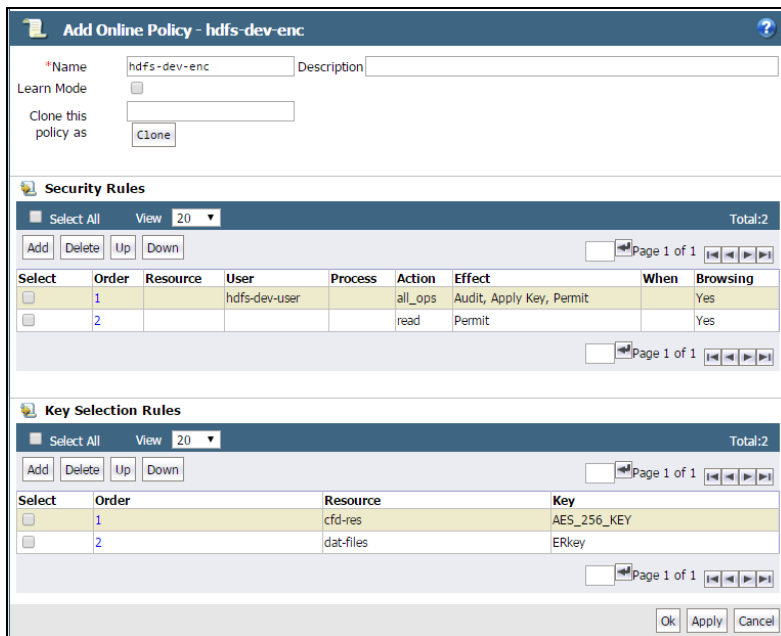 Add Online Policy - hdfs-dev-enc ?
*Name hdfs-dev-enc Description
Learn Mode
Clone this
policy as Clone
Security Rules
Select All View 20 Total:2
Add Delete Up Down Page 1 of 1
Select Order Resource User Process Action Effect When Browsing
1 hdfs-dev-user all_ops Audit, Apply Key, Permit Yes
2 read Permit Yes
Page 1 of 1
Key Selection Rules
Select All View 20 Total:2
Add Delete Up Down Page 1 of 1
Select Order Resource Key
1 cfd-res AES_256_KEY
2 dat-files ERkey
Page 1 of 1
Ok Apply Cancel